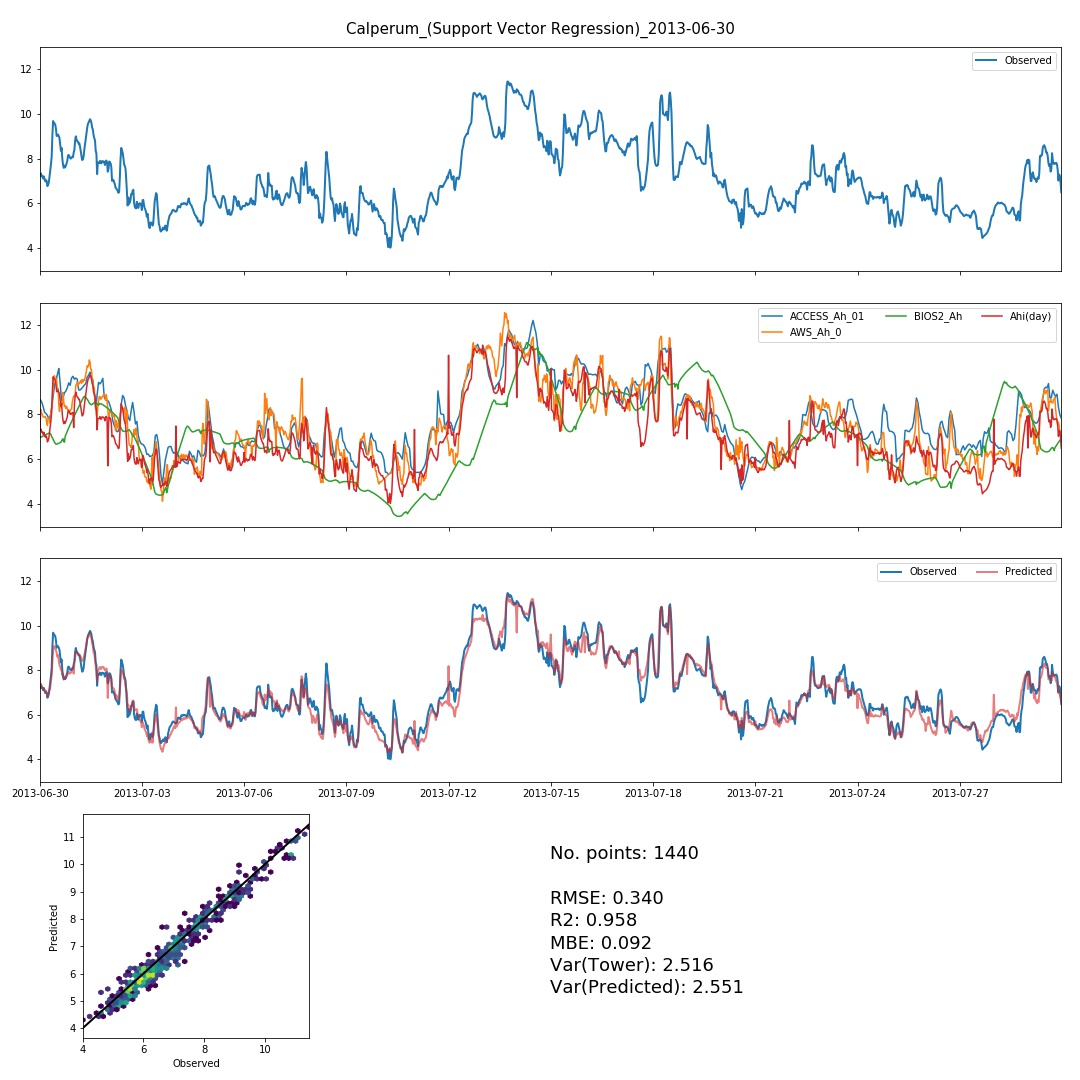 Calperum_(Support Vector Regression)_2013-06-30
Observed
12
10
8
6
4
ACCESS_Ah_01 BIOS2_Ah Ahi(day)
AWS_Ah_0
12
10
8
6
4
Observed Predicted
12
10
8
6
4
2013-06-30 2013-07-03 2013-07-06 2013-07-09 2013-07-12 2013-07-15 2013-07-18 2013-07-21 2013-07-24 2013-07-27
11
10
9
8
7
6
5
4
Predicted
4 6 8 10
Observed
No. points: 1440
RMSE: 0.340
R2: 0.958
MBE: 0.092
Var(Tower): 2.516
Var(Predicted): 2.551